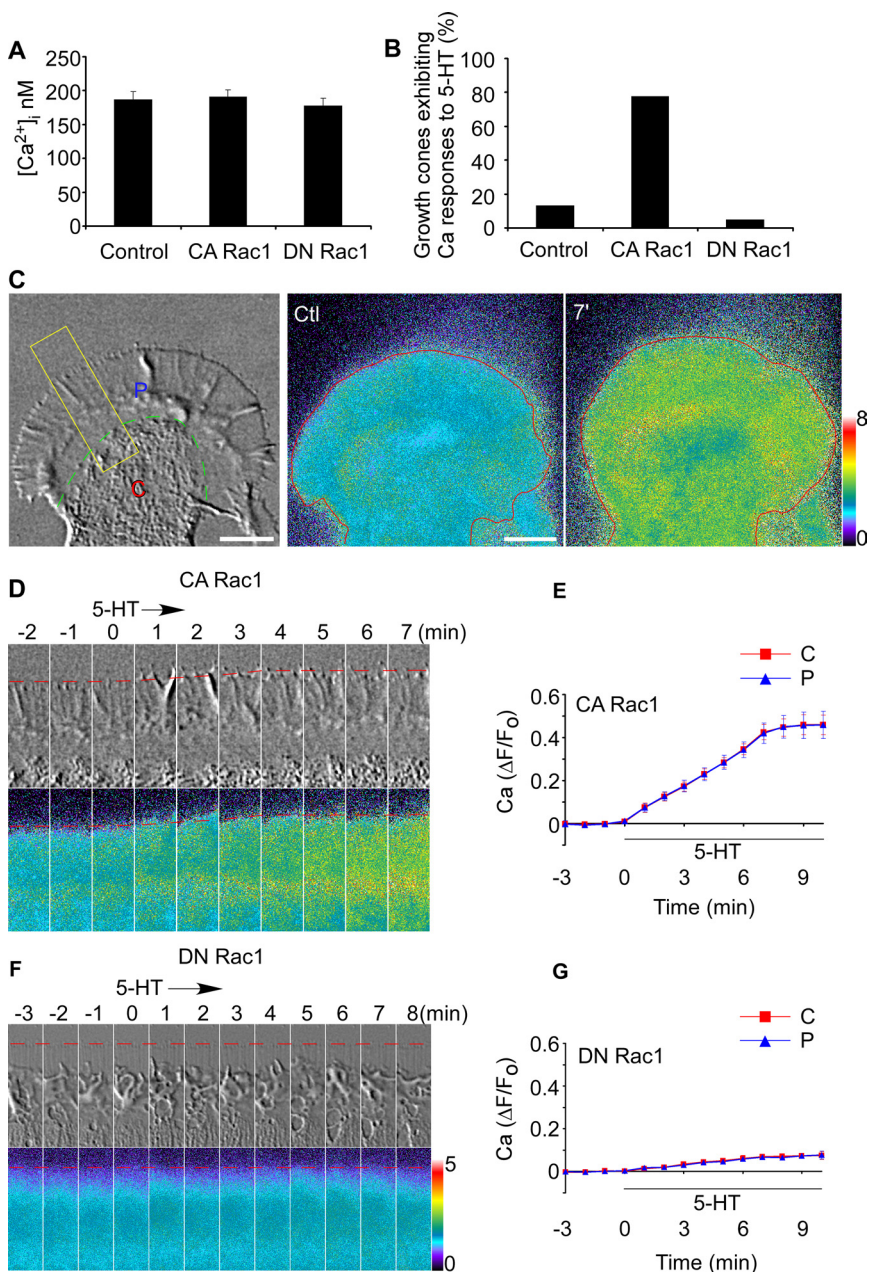 A
[Ca2+]i nM
250
200
150
100
50
0
Control CA Rac1 DN Rac1
B
Growth cones exhibiting
Ca responses to 5-HT (%)
100
80
60
40
20
0
Control CA Rac1 DN Rac1
C
P
C
Ctl
7'
8
0
D
CA Rac1
5-HT
-2 -1 0 1 2 3 4 5 6 7 (min)
E
C
P
CA Rac1
Ca (ΔF/Fo)
0.6
0.4
0.2
0
5-HT
-3 0 3 6 9
Time (min)
F
DN Rac1
5-HT
-3 -2 -1 0 1 2 3 4 5 6 7 8 (min)
5
0
G
C
P
DN Rac1
Ca (ΔF/Fo)
0.6
0.4
0.2
0
5-HT
-3 0 3 6 9
Time (min)